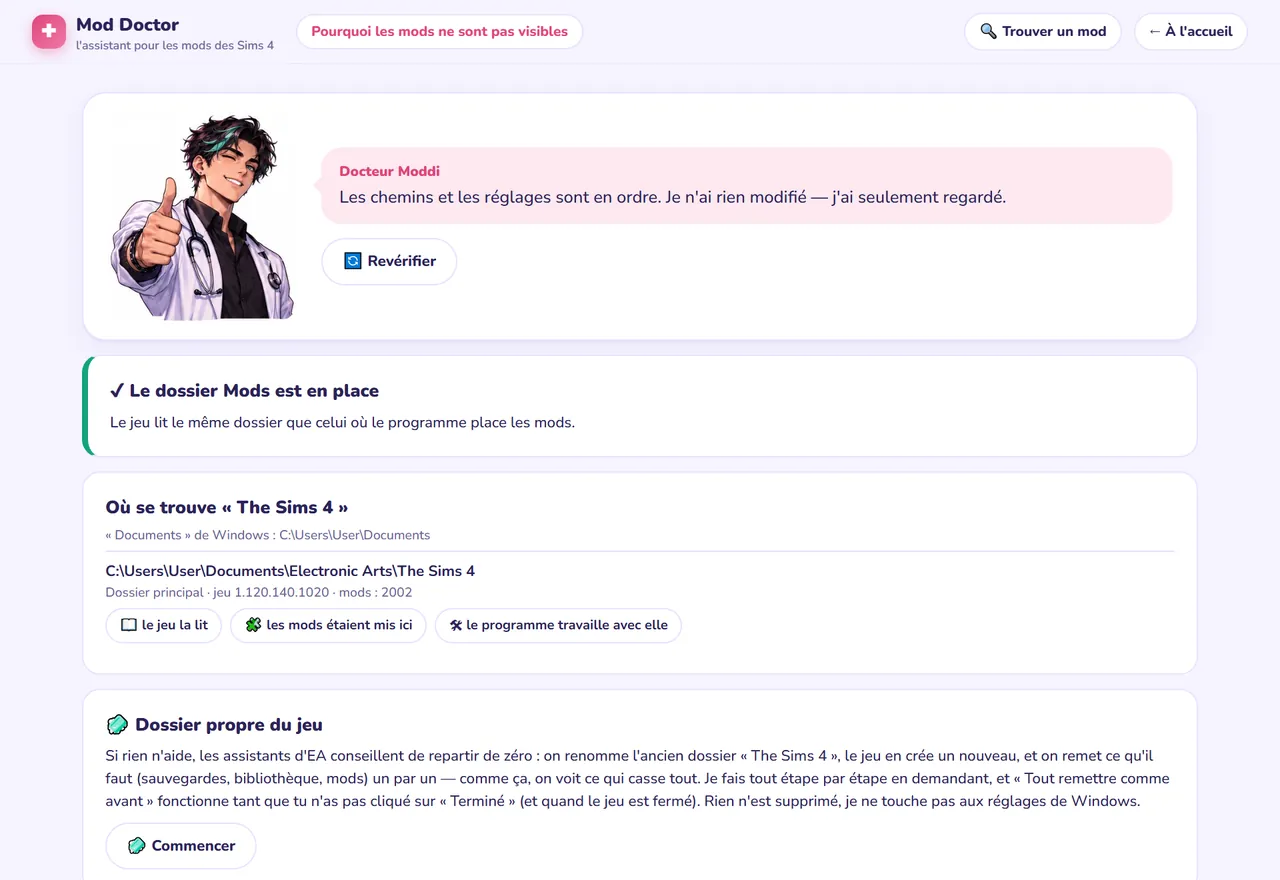 Mod Doctor
l'assistant pour les mods des Sims 4
Pourquoi les mods ne sont pas visibles
🔍 Trouver un mod
← À l'accueil
Docteur Moddi
Les chemins et les réglages sont en ordre. Je n'ai rien modifié — j'ai seulement regardé.
🔄 Revérifier
✓ Le dossier Mods est en place
Le jeu lit le même dossier que celui où le programme place les mods.
Où se trouve « The Sims 4 »
« Documents » de Windows : C:\Users\User\Documents
C:\Users\User\Documents\Electronic Arts\The Sims 4
Dossier principal · jeu 1.120.140.1020 · mods : 2002
📖 le jeu la lit
🧩 les mods étaient mis ici
🛠 le programme travaille avec elle
🧼 Dossier propre du jeu
Si rien n'aide, les assistants d'EA conseillent de repartir de zéro : on renomme l'ancien dossier « The Sims 4 », le jeu en crée un nouveau, et on remet ce qu'il
faut (sauvegardes, bibliothèque, mods) un par un — comme ça, on voit ce qui casse tout. Je fais tout étape par étape en demandant, et « Tout remettre comme
avant » fonctionne tant que tu n'as pas cliqué sur « Terminé » (et quand le jeu est fermé). Rien n'est supprimé, je ne touche pas aux réglages de Windows.
🧼 Commencer